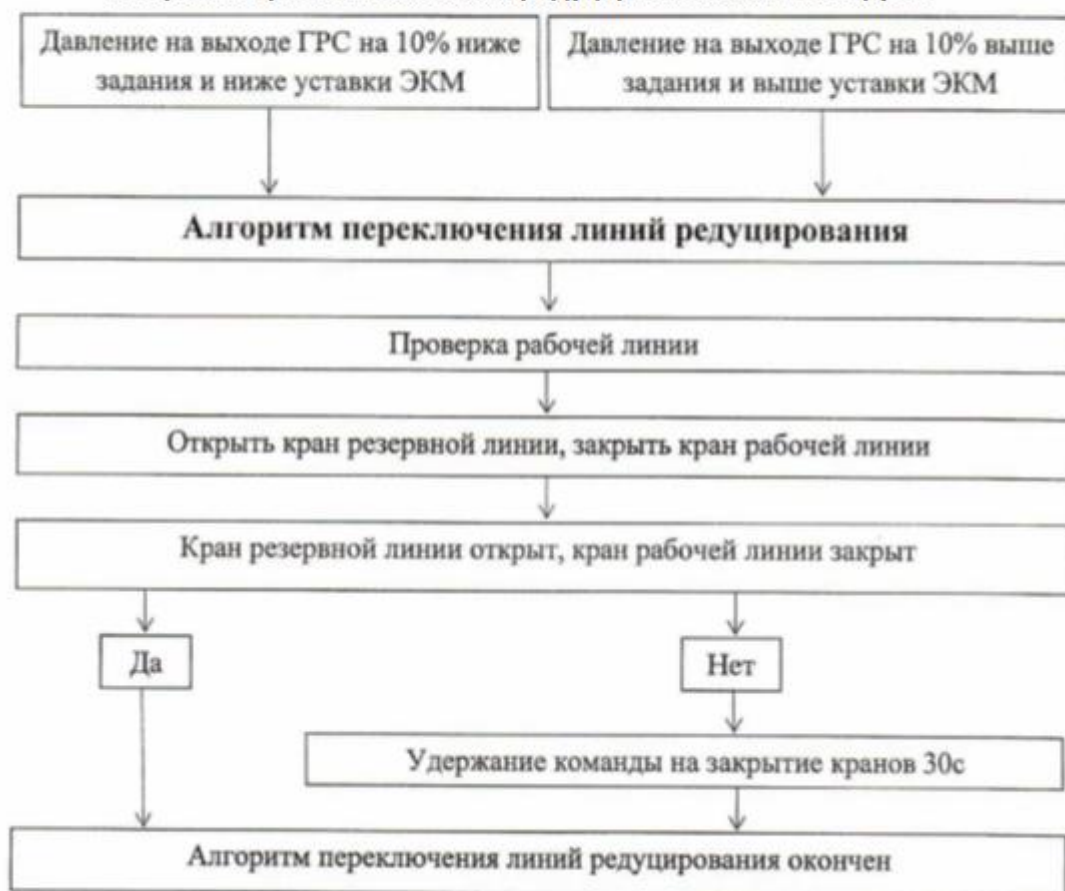 Давление на выходе ГРС на 10% ниже
задания и ниже уставки ЭКМ
Давление на выходе ГРС на 10% выше
задания и выше уставки ЭКМ
Алгоритм переключения линий редуцирования
Проверка рабочей линии
Открыть кран резервной линии, закрыть кран рабочей линии
Кран резервной линии открыт, кран рабочей линии закрыт
Да
Нет
Удержание команды на закрытие кранов 30с
Алгоритм переключения линий редуцирования окончен